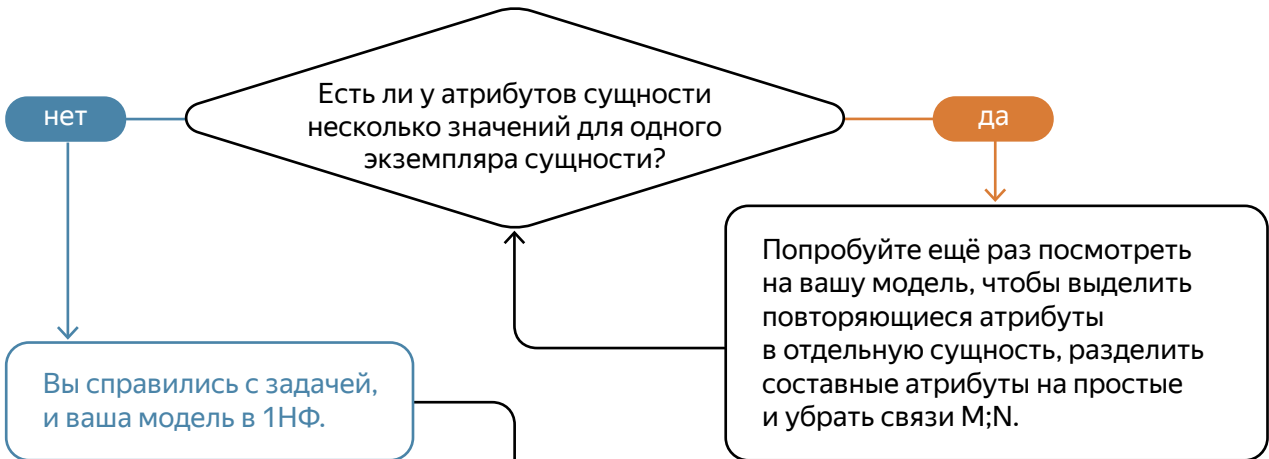 Есть ли у атрибутов сущности
несколько значений для одного
экземпляра сущности?
нет
да
Попробуйте ещё раз посмотреть
на вашу модель, чтобы выделить
повторяющиеся атрибуты
в отдельную сущность, разделить
составные атрибуты на простые
и убрать связи M;N.
Вы справились с задачей,
и ваша модель в 1НФ.